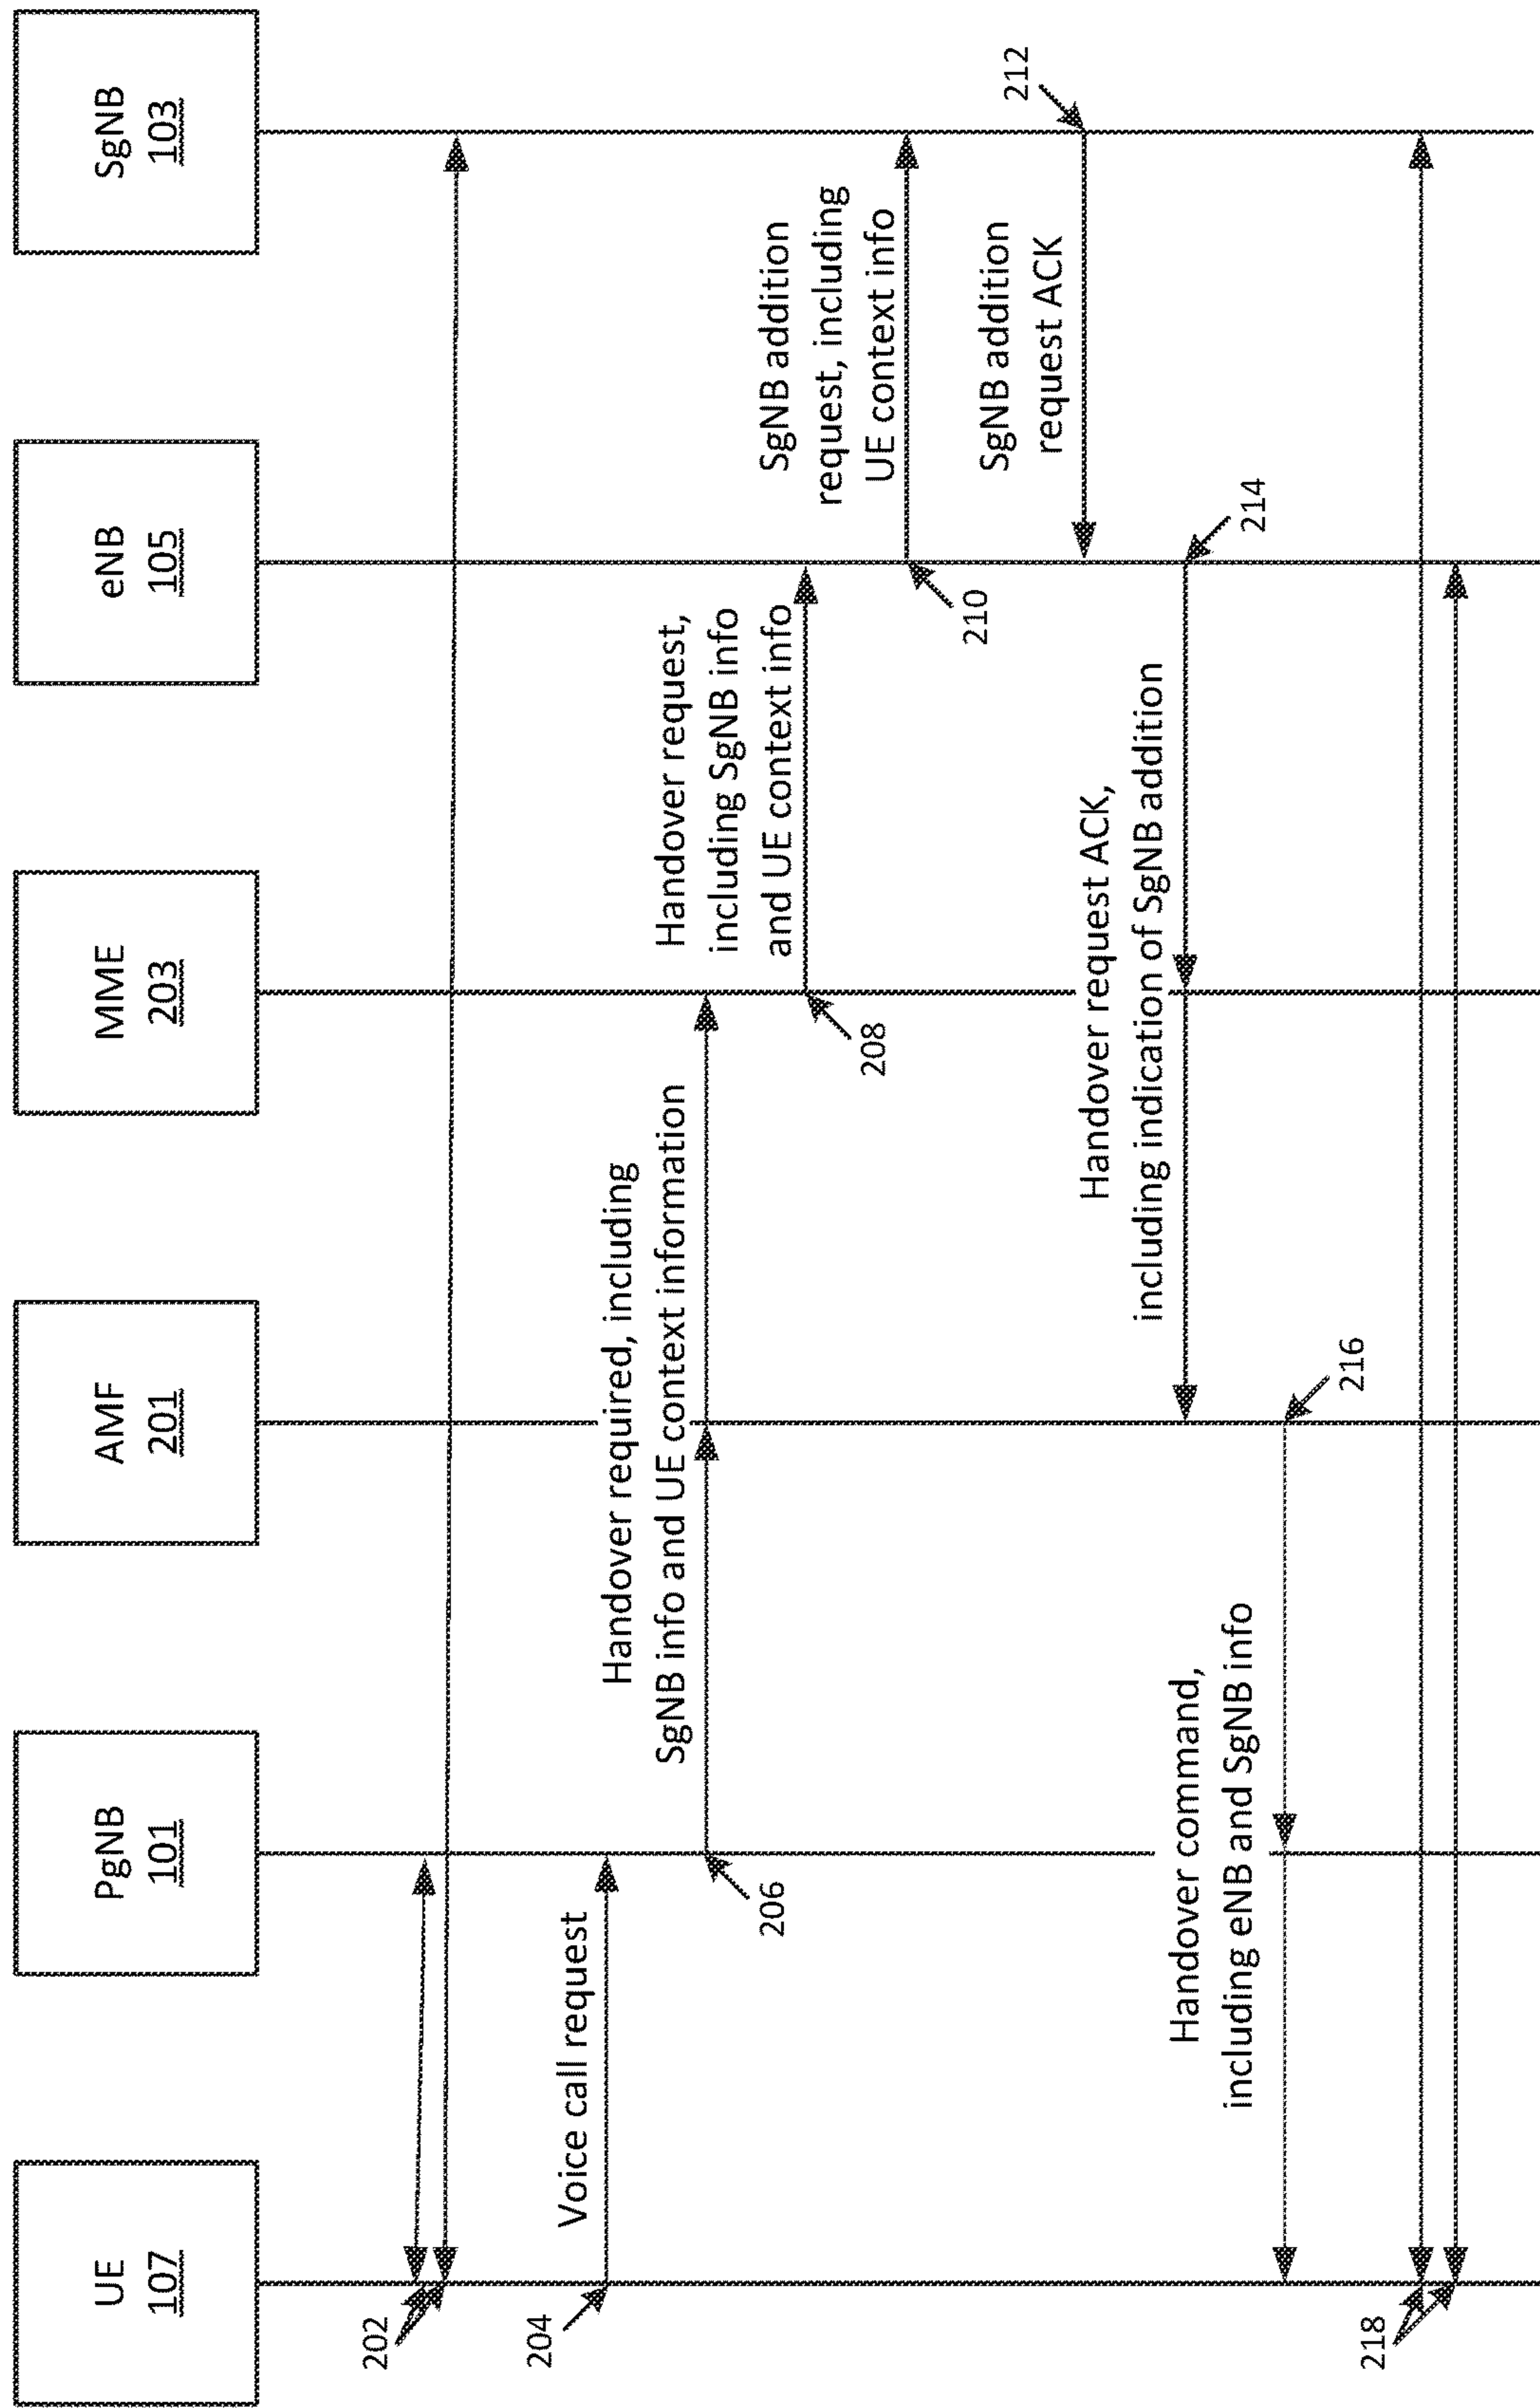 UE
107
PgNB
101
AMF
201
MME
203
eNB
105
SgNB
103
202
204
Voice call request
Handover required, including
SgNB info and UE context information
206
Handover request,
including SgNB info
and UE context info
208
SgNB addition
request, including
UE context info
210
SgNB addition
request ACK
212
Handover request ACK,
including indication of SgNB addition
214
Handover command,
including eNB and SgNB info
216
218